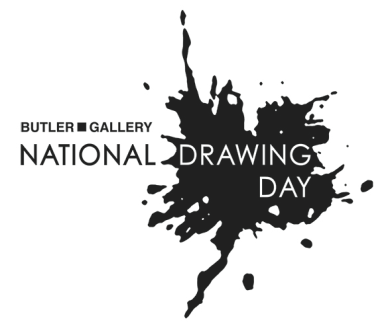 BUTLER ■ GALLERY
NATIONAL DRAWING
DAY